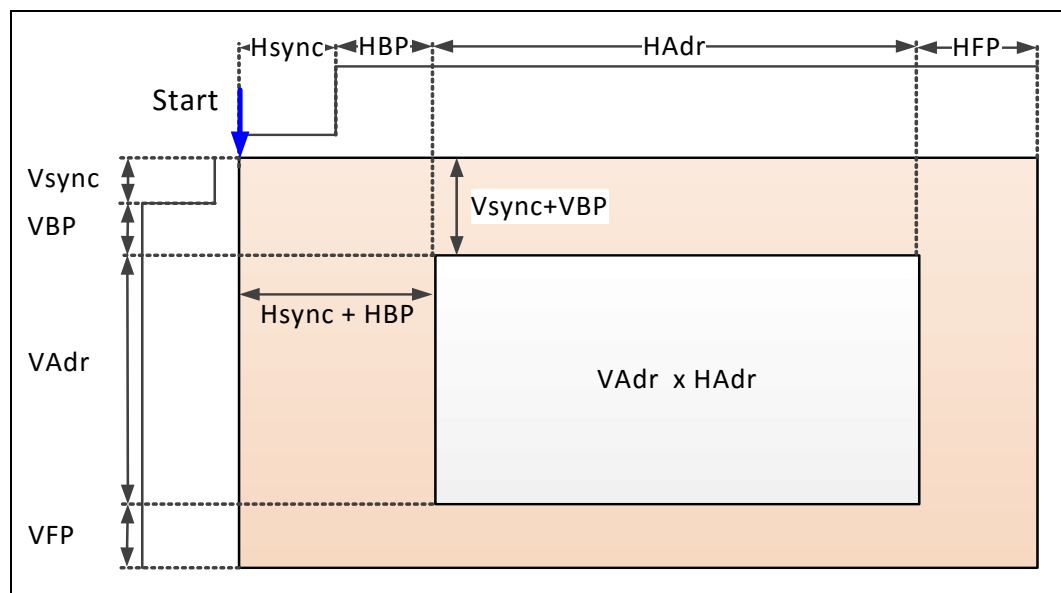 Hsync
HBP
HAdr
HFP
Start
Vsync
VBP
Vsync+VBP
Hsync + HBP
VAdr
VAdr x HAdr
VFP